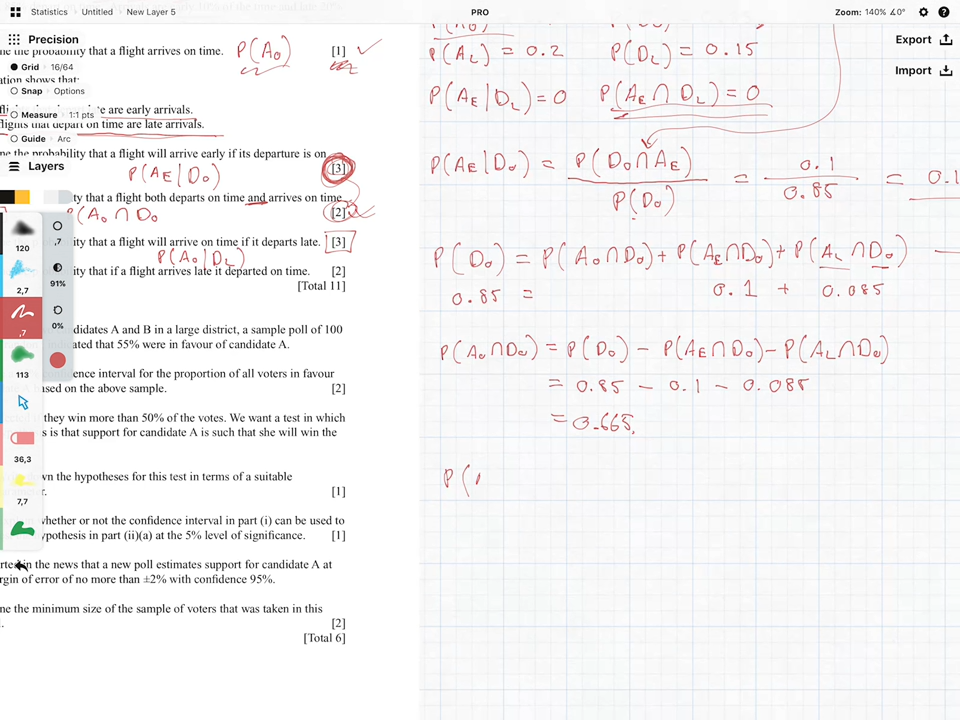 Statistics Untitled New Layer 5 PRO Zoom: 140% ∠0°
Precision
Grid 16/64
Snap Options
Measure 1:1 pts
Guide Arc
Layers
120
2,7
,7
113
36,3
7,7
,7
91%
0%
ne the probability that a flight arrives on time. P(A₀) [1]
ation shows that:
late are early arrivals.
flights that depart on time are late arrivals.
ne the probability that a flight will arrive early if its departure is on [3]
P(A_E|D₀)
ty that a flight both departs on time and arrives on time.
P(A₀∩D₀ [2]
ty that a flight will arrive on time if it departs late. [3]
P(A₀|D_L)
ty that if a flight arrives late it departed on time. [2]
[Total 11]
ndidates A and B in a large district, a sample poll of 100
icated that 55% were in favour of candidate A.
ence interval for the proportion of all voters in favour
based on the above sample. [2]
they win more than 50% of the votes. We want a test in which
s is that support for candidate A is such that she will win the
wn the hypotheses for this test in terms of a suitable
[1]
whether or not the confidence interval in part (i) can be used to
ypothesis in part (ii)(a) at the 5% level of significance. [1]
rted in the news that a new poll estimates support for candidate A at
rgin of error of no more than ±2% with confidence 95%.
ne the minimum size of the sample of voters that was taken in this
[2]
[Total 6]
Export
Import
P(A_L) = 0.2 P(D_L) = 0.15
P(A_E|D_L)=0 P(A_E∩D_L)=0
P(A_E|D₀) = P(D₀∩A_E) / P(D₀) = 0.1 / 0.85 = 0.1
P(D₀) = P(A₀∩D₀)+P(A_E∩D₀)+P(A_L∩D₀)
0.85 = 0.1 + 0.085
P(A₀∩D₀) = P(D₀) − P(A_E∩D₀) − P(A_L∩D₀)
= 0.85 − 0.1 − 0.085
= 0.665.
P(